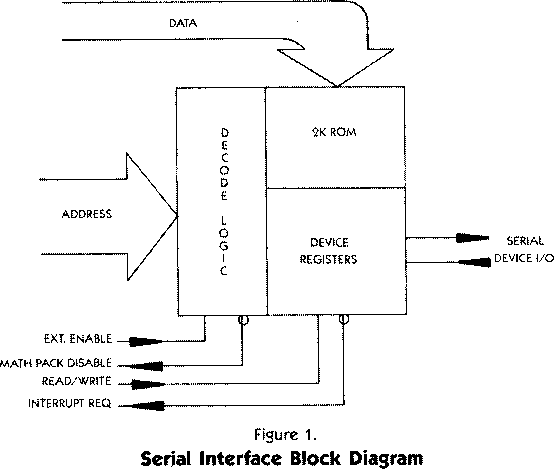 DATA
2K ROM
DECODE LOGIC
ADDRESS
DEVICE
REGISTERS
SERIAL
DEVICE I/O
EXT. ENABLE
MATH PACK DISABLE
READ/WRITE
INTERRUPT REQ
Figure 1.
Serial Interface Block Diagram